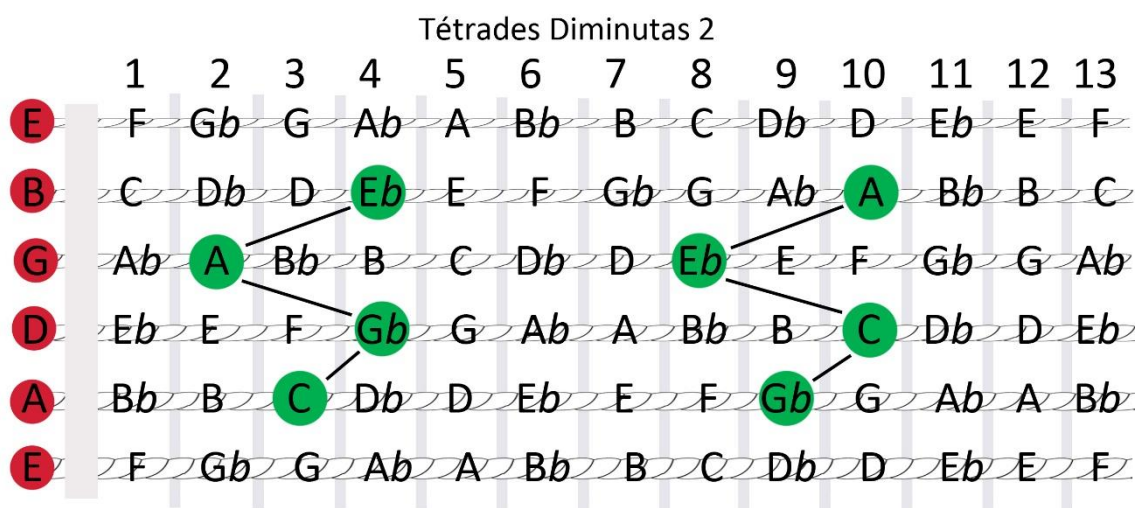 Tétrades Diminutas 2
1 2 3 4 5 6 7 8 9 10 11 12 13
E F Gb G Ab A Bb B C Db D Eb E F
B C Db D Eb E F Gb G Ab A Bb B C
G Ab A Bb B C Db D Eb E F Gb G Ab
D Eb E F Gb G Ab A Bb B C Db D Eb
A Bb B C Db D Eb E F Gb G Ab A Bb
E F Gb G Ab A Bb B C Db D Eb E F